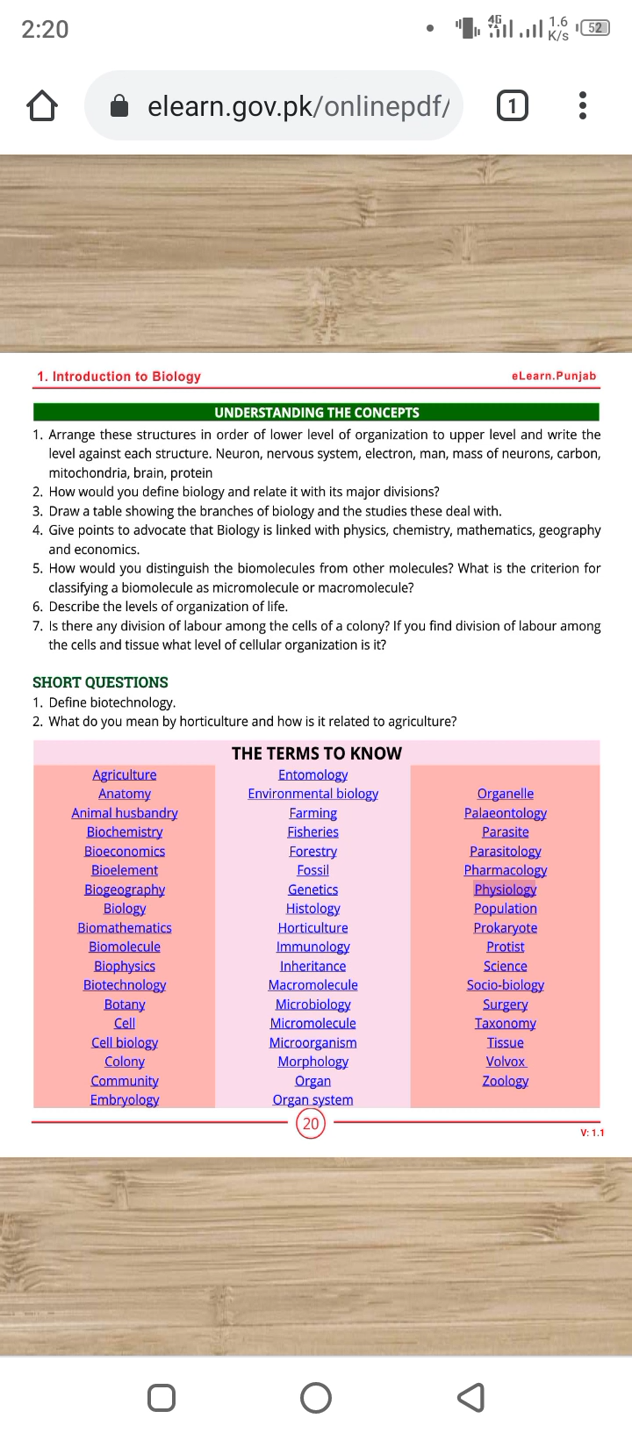 2:20
4G
1.6
K/s
52
elearn.gov.pk/onlinepdf/
1
1. Introduction to Biology
eLearn.Punjab
UNDERSTANDING THE CONCEPTS
1. Arrange these structures in order of lower level of organization to upper level and write the
level against each structure. Neuron, nervous system, electron, man, mass of neurons, carbon,
mitochondria, brain, protein
2. How would you define biology and relate it with its major divisions?
3. Draw a table showing the branches of biology and the studies these deal with.
4. Give points to advocate that Biology is linked with physics, chemistry, mathematics, geography
and economics.
5. How would you distinguish the biomolecules from other molecules? What is the criterion for
classifying a biomolecule as micromolecule or macromolecule?
6. Describe the levels of organization of life.
7. Is there any division of labour among the cells of a colony? If you find division of labour among
the cells and tissue what level of cellular organization is it?
SHORT QUESTIONS
1. Define biotechnology.
2. What do you mean by horticulture and how is it related to agriculture?
THE TERMS TO KNOW
Agriculture
Anatomy
Animal husbandry
Biochemistry
Bioeconomics
Bioelement
Biogeography
Biology
Biomathematics
Biomolecule
Biophysics
Biotechnology
Botany
Cell
Cell biology
Colony
Community
Embryology
Entomology
Environmental biology
Farming
Fisheries
Forestry
Fossil
Genetics
Histology
Horticulture
Immunology
Inheritance
Macromolecule
Microbiology
Micromolecule
Microorganism
Morphology
Organ
Organ system
Organelle
Palaeontology
Parasite
Parasitology
Pharmacology
Physiology
Population
Prokaryote
Protist
Science
Socio-biology
Surgery
Taxonomy
Tissue
Volvox
Zoology
20
V: 1.1